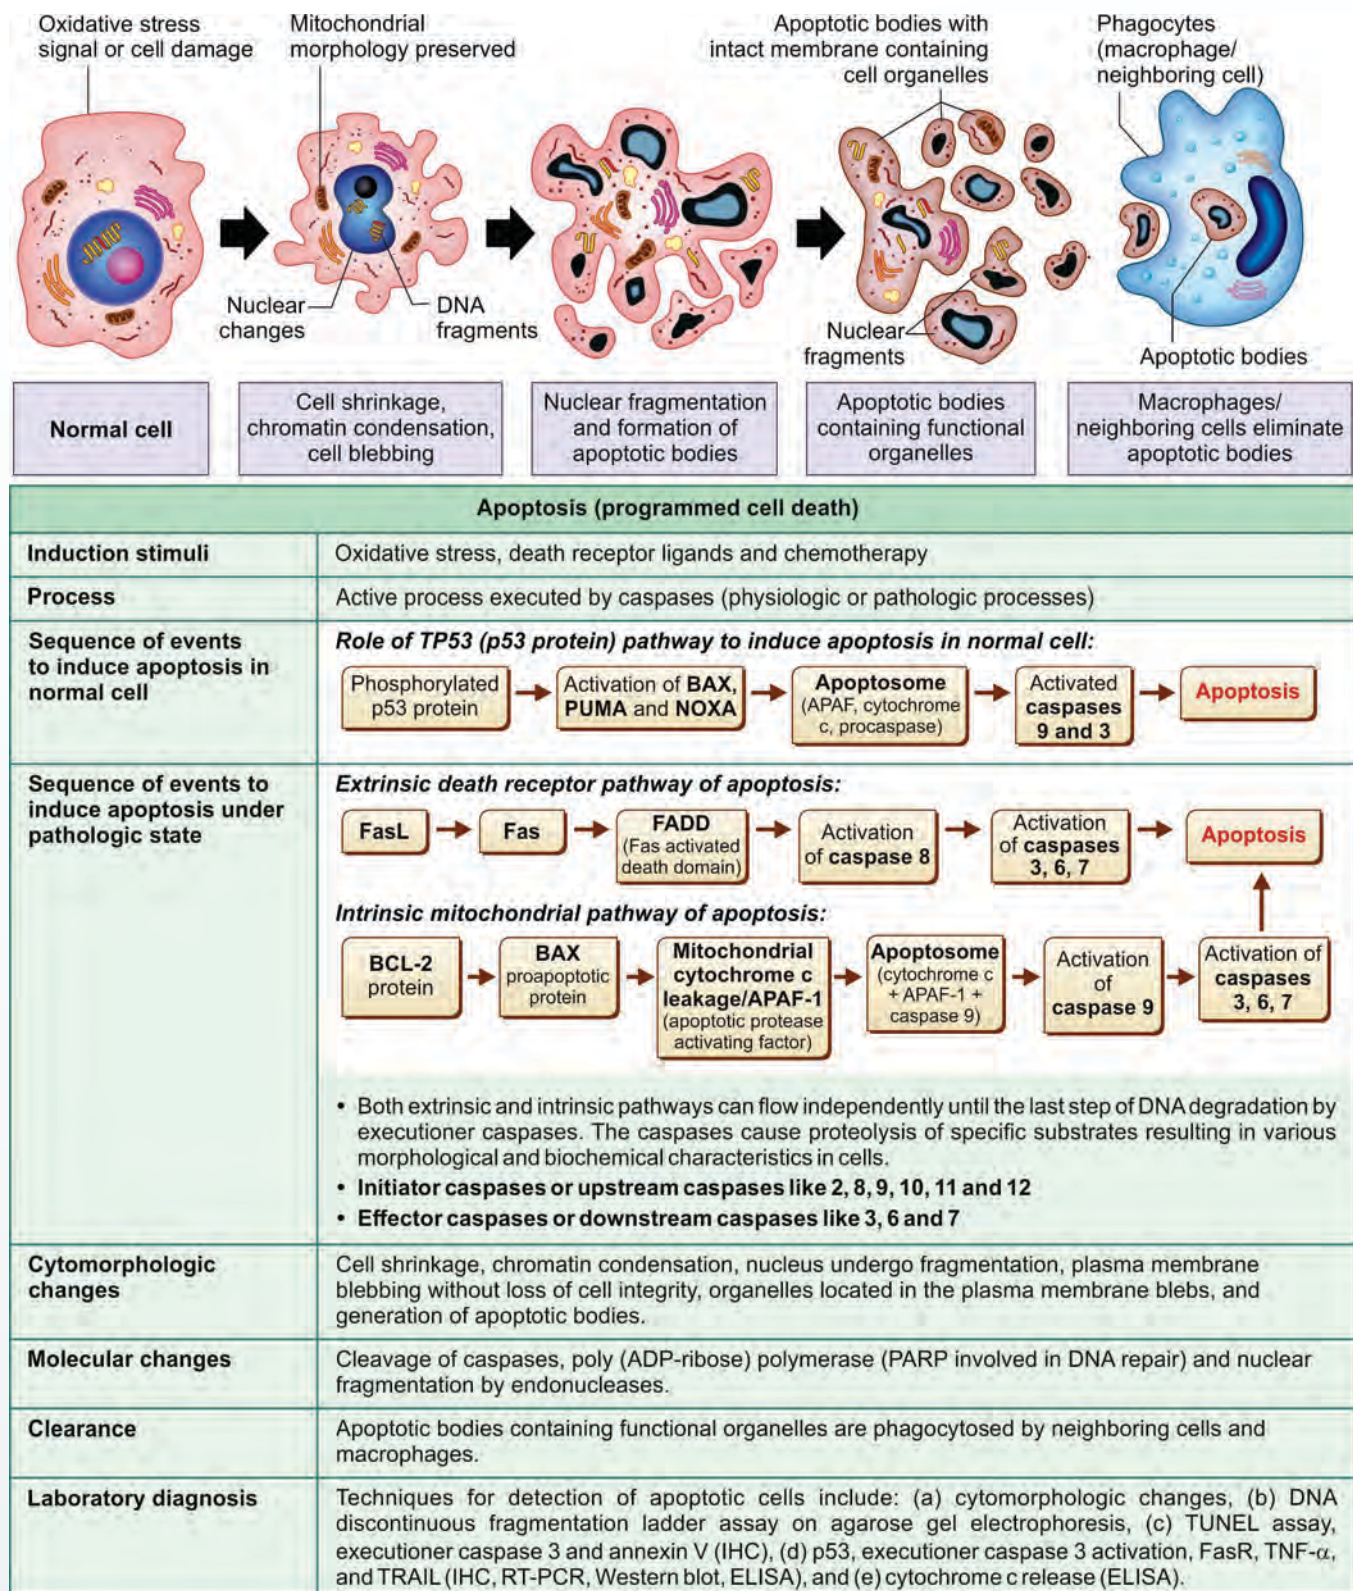 Oxidative stress
signal or cell damage
Mitochondrial
morphology preserved
Apoptotic bodies with
intact membrane containing
cell organelles
Phagocytes
(macrophage/
neighboring cell)
Nuclear
changes
DNA
fragments
Nuclear
fragments
Apoptotic bodies
Normal cell
Cell shrinkage,
chromatin condensation,
cell blebbing
Nuclear fragmentation
and formation of
apoptotic bodies
Apoptotic bodies
containing functional
organelles
Macrophages/
neighboring cells eliminate
apoptotic bodies
Apoptosis (programmed cell death)
Induction stimuli
Oxidative stress, death receptor ligands and chemotherapy
Process
Active process executed by caspases (physiologic or pathologic processes)
Sequence of events
to induce apoptosis in
normal cell
Role of TP53 (p53 protein) pathway to induce apoptosis in normal cell:
Phosphorylated
p53 protein
Activation of BAX,
PUMA and NOXA
Apoptosome
(APAF, cytochrome
c, procaspase)
Activated
caspases
9 and 3
Apoptosis
Sequence of events to
induce apoptosis under
pathologic state
Extrinsic death receptor pathway of apoptosis:
FasL
Fas
FADD
(Fas activated
death domain)
Activation
of caspase 8
Activation
of caspases
3, 6, 7
Apoptosis
Intrinsic mitochondrial pathway of apoptosis:
BCL-2
protein
BAX
proapoptotic
protein
Mitochondrial
cytochrome c
leakage/APAF-1
(apoptotic protease
activating factor)
Apoptosome
(cytochrome c
+ APAF-1 +
caspase 9)
Activation
of
caspase 9
Activation of
caspases
3, 6, 7
• Both extrinsic and intrinsic pathways can flow independently until the last step of DNA degradation by
executioner caspases. The caspases cause proteolysis of specific substrates resulting in various
morphological and biochemical characteristics in cells.
• Initiator caspases or upstream caspases like 2, 8, 9, 10, 11 and 12
• Effector caspases or downstream caspases like 3, 6 and 7
Cytomorphologic
changes
Cell shrinkage, chromatin condensation, nucleus undergo fragmentation, plasma membrane
blebbing without loss of cell integrity, organelles located in the plasma membrane blebs, and
generation of apoptotic bodies.
Molecular changes
Cleavage of caspases, poly (ADP-ribose) polymerase (PARP involved in DNA repair) and nuclear
fragmentation by endonucleases.
Clearance
Apoptotic bodies containing functional organelles are phagocytosed by neighboring cells and
macrophages.
Laboratory diagnosis
Techniques for detection of apoptotic cells include: (a) cytomorphologic changes, (b) DNA
discontinuous fragmentation ladder assay on agarose gel electrophoresis, (c) TUNEL assay,
executioner caspase 3 and annexin V (IHC), (d) p53, executioner caspase 3 activation, FasR, TNF-α,
and TRAIL (IHC, RT-PCR, Western blot, ELISA), and (e) cytochrome c release (ELISA).